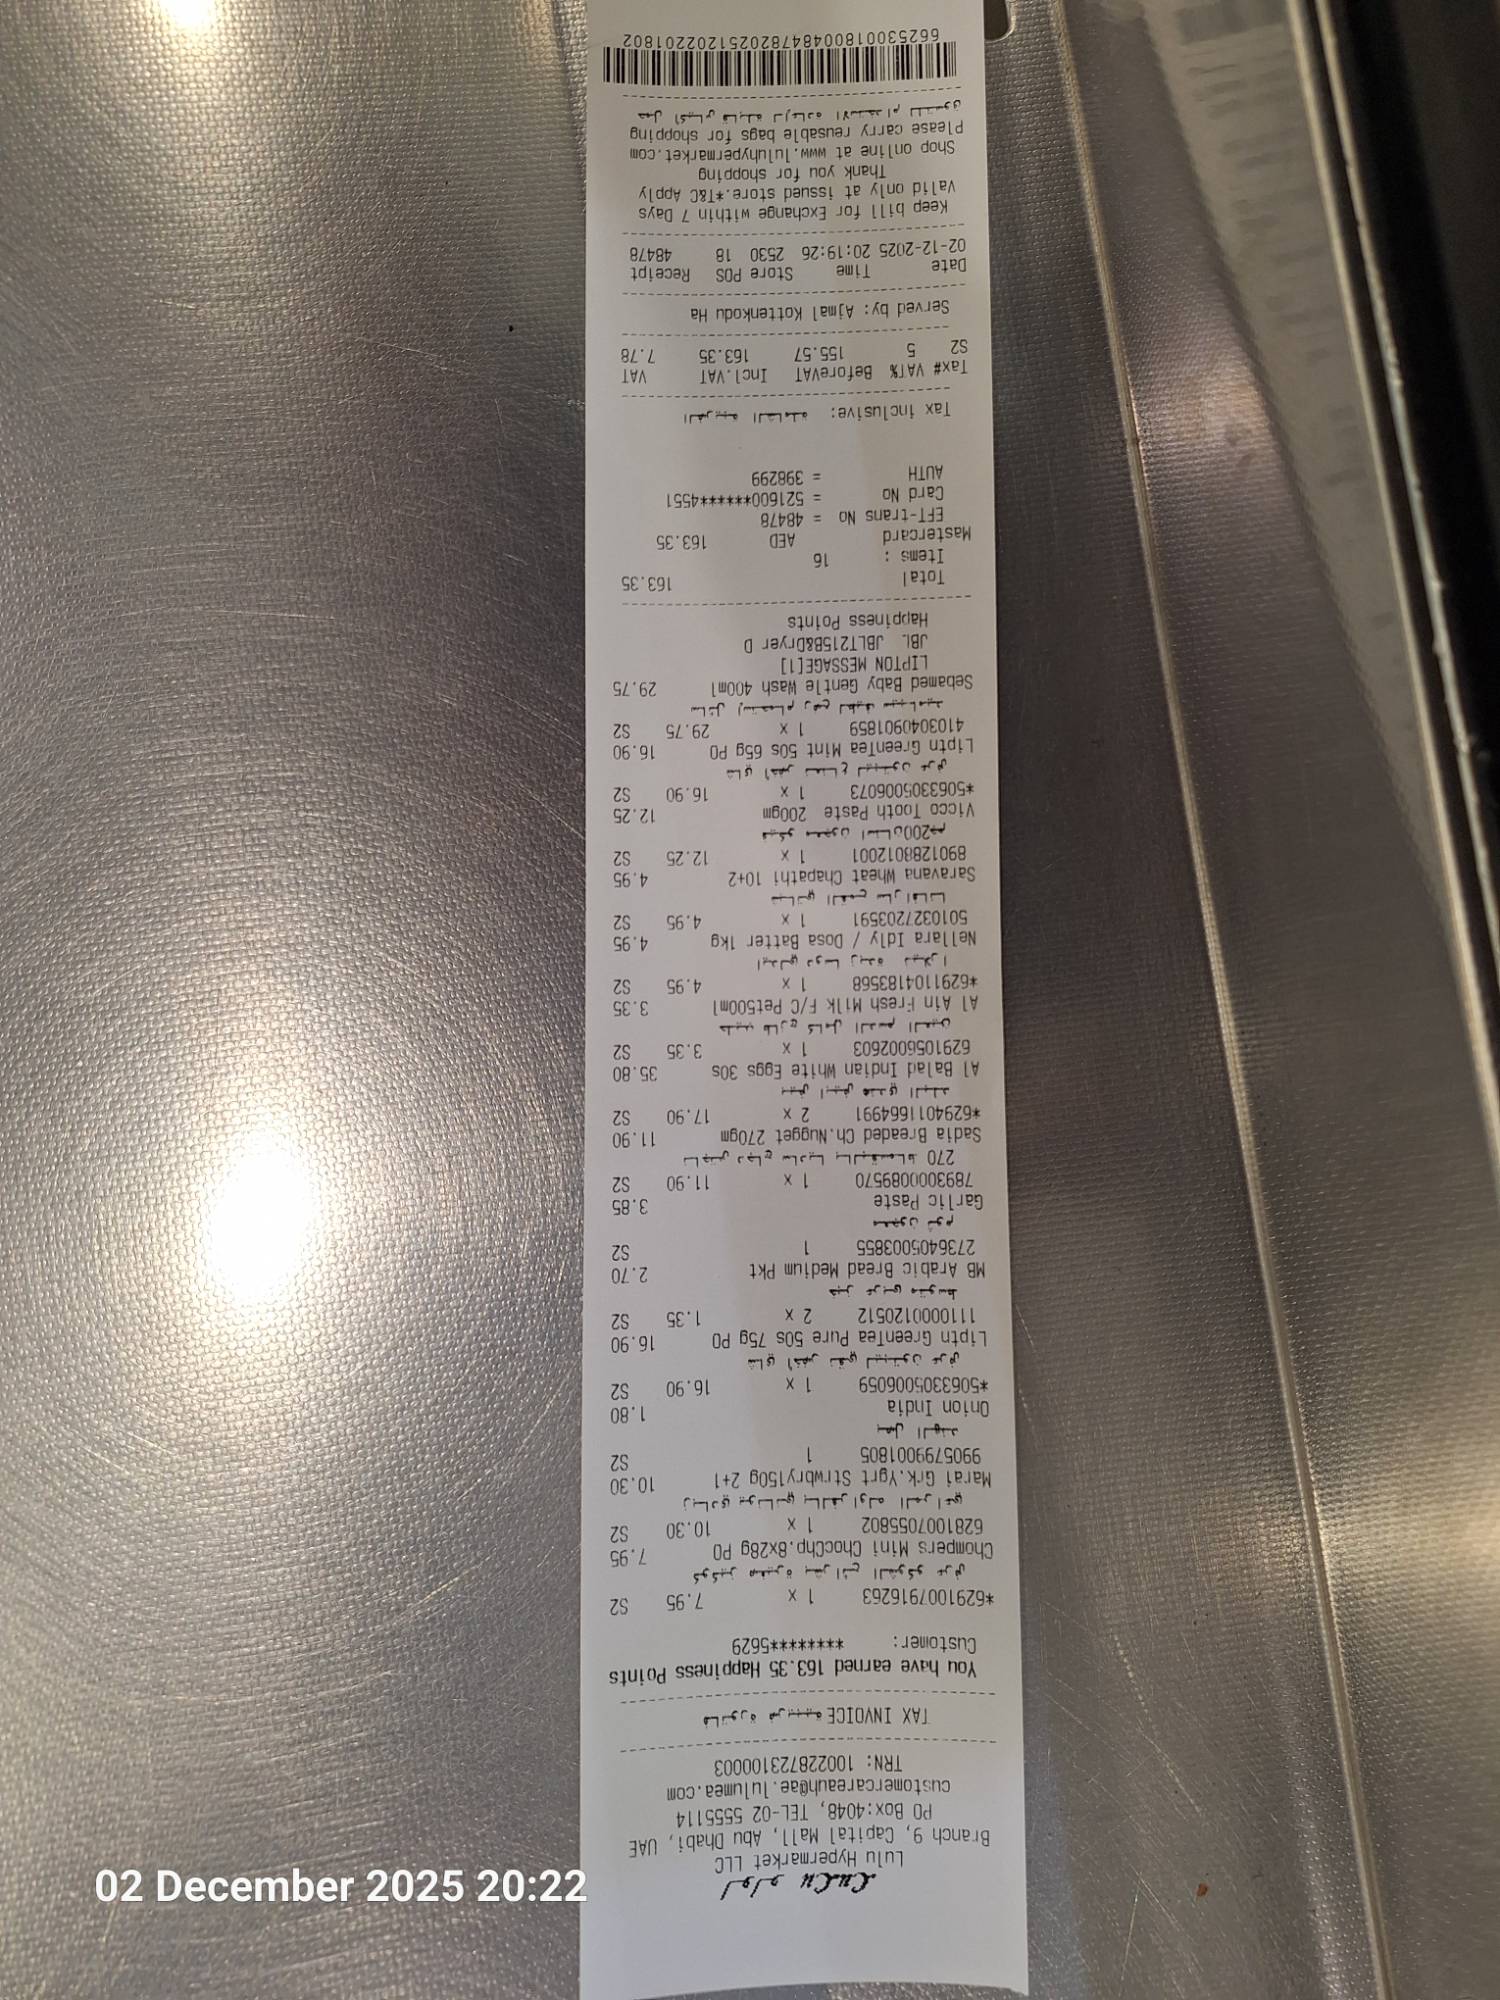 LuLu لولو
Lulu Hypermarket LLC
Branch 9, Capital Mall, Abu Dhabi, UAE
PO Box:4048, TEL-02 5555114
customercareauh@ae.lulumea.com
TRN: 100228723100003
TAX INVOICE فاتورة ضريبية
You have earned 163.35 Happiness Points
Customer: *********5629
*6291007916263 1 x 7.95 S2
Chompers Mini ChocChp.8x28g PO 7.95
6281007055802 1 x 10.30 S2
Marai Grk.Ygrt Strwbry150g 2+1 10.30
9905799001805 1 S2
بصل الهند
Onion India 1.80
*5063305006059 1 x 16.90 S2
Liptn GreenTea Pure 50s 75g PO 16.90
1110000120512 2 x 1.35 S2
خبز عربي متوسط
MB Arabic Bread Medium Pkt 2.70
2736405003855 1 S2
معجون ثوم
Garlic Paste 3.85
7893000089570 1 x 11.90 S2
Sadia Breaded Ch.Nugget 270gm 11.90
*6294011664991 2 x 17.90 S2
Al Balad Indian White Eggs 30s 35.80
6291056002603 1 x 3.35 S2
Al Ain Fresh Milk F/C Pet500ml 3.35
*6291104183568 1 x 4.95 S2
Nellara Idly / Dosa Batter 1kg 4.95
5010327203591 1 x 4.95 S2
Saravana Wheat Chapathi 10+2 4.95
8901288012001 1 x 12.25 S2
Vicco Tooth Paste 200gm 12.25
*5063305006073 1 x 16.90 S2
Liptn GreenTea Mint 50s 65g PO 16.90
4103040901859 1 x 29.75 S2
Sebamed Baby Gentle Wash 400ml 29.75
LIPTON MESSAGE[1]
JBL JBLT215B&Dryer D
Happiness Points
Total 163.35
Items : 16
Mastercard AED 163.35
EFT-trans No = 48478
Card No = 521600*******4551
AUTH = 398299
Tax inclusive: الضريبة الشاملة
Tax# VAT% BeforeVAT Incl.VAT VAT
S2 5 155.57 163.35 7.78
Served by: Ajmal Kottenkodu Ha
Date Time Store POS Receipt
02-12-2025 20:19:26 2530 18 48478
Keep bill for Exchange within 7 Days
Valid only at issued store.*T&C Apply
Thank you for shopping
Shop online at www.luluhypermarket.com
Please carry reusable bags for shopping
6625300180048478202512022​01802
02 December 2025 20:22